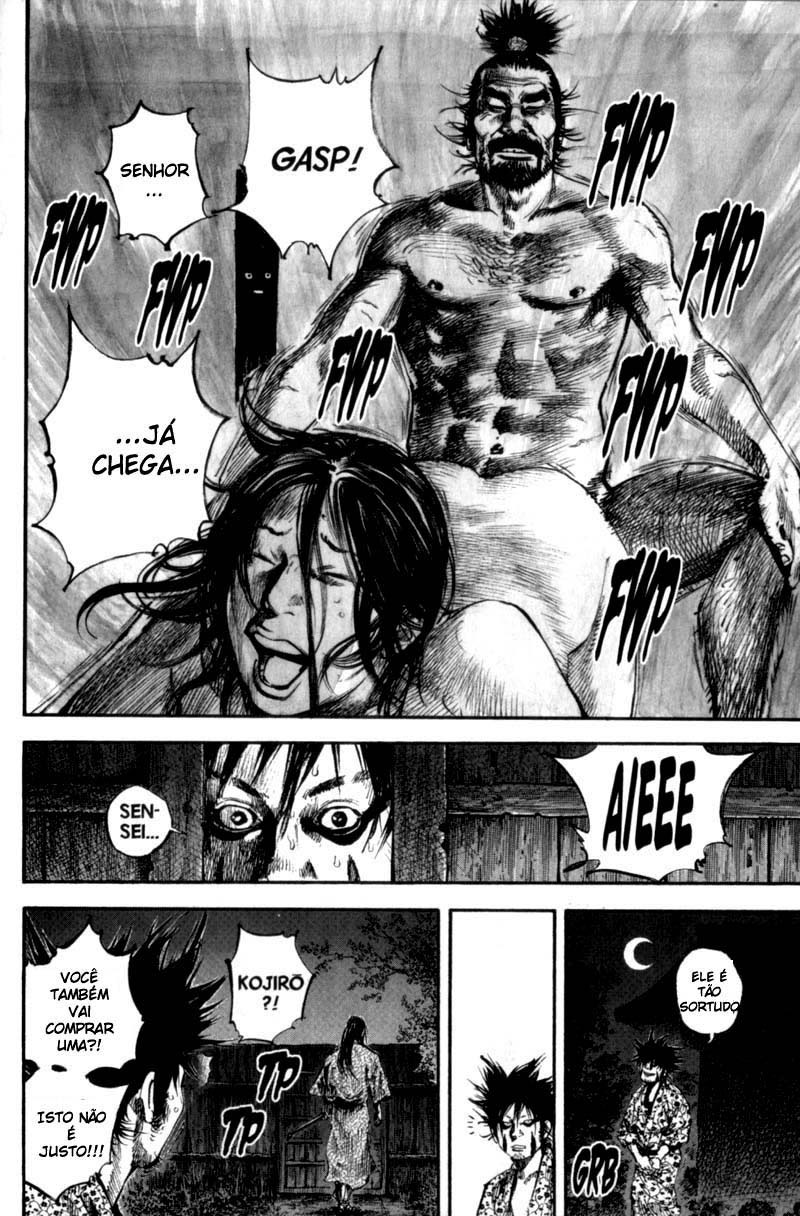 GASP!
SENHOR
...
FWP
FWP
FWP
FWP
FWP
FWP
FWP
...JÁ
CHEGA...
AIEEE
SEN-
SEI...
ELE É
TÃO
SORTUDO
GRB
KOJIRŌ
?!
TP
TP
VOCÊ
TAMBÉM
VAI
COMPRAR
UMA?!
ISTO NÃO
É
JUSTO!!!